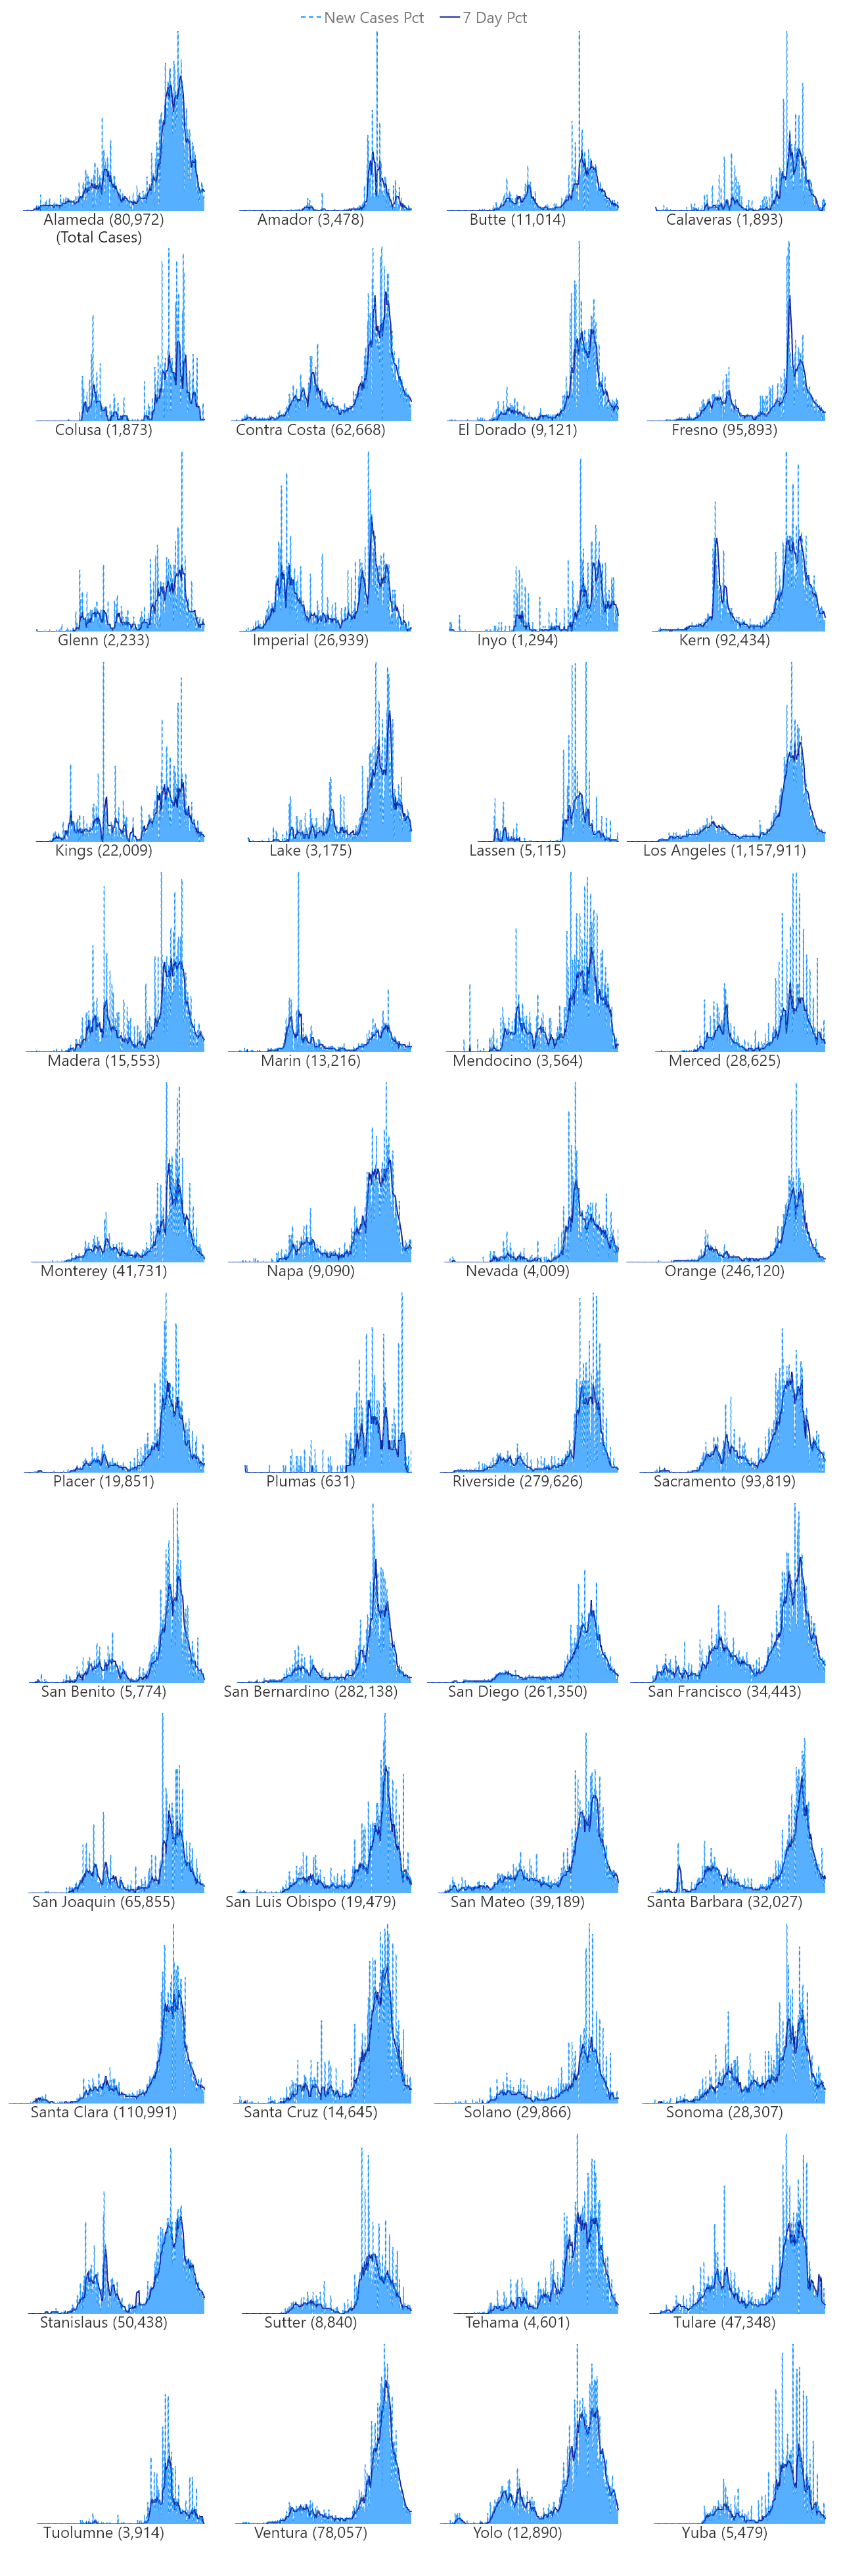 New Cases Pct 7 Day Pct
Alameda (80,972) Amador (3,478) Butte (11,014) Calaveras (1,893)
(Total Cases)
Colusa (1,873) Contra Costa (62,668) El Dorado (9,121) Fresno (95,893)
Glenn (2,233) Imperial (26,939) Inyo (1,294) Kern (92,434)
Kings (22,009) Lake (3,175) Lassen (5,115) Los Angeles (1,157,911)
Madera (15,553) Marin (13,216) Mendocino (3,564) Merced (28,625)
Monterey (41,731) Napa (9,090) Nevada (4,009) Orange (246,120)
Placer (19,851) Plumas (631) Riverside (279,626) Sacramento (93,819)
San Benito (5,774) San Bernardino (282,138) San Diego (261,350) San Francisco (34,443)
San Joaquin (65,855) San Luis Obispo (19,479) San Mateo (39,189) Santa Barbara (32,027)
Santa Clara (110,991) Santa Cruz (14,645) Solano (29,866) Sonoma (28,307)
Stanislaus (50,438) Sutter (8,840) Tehama (4,601) Tulare (47,348)
Tuolumne (3,914) Ventura (78,057) Yolo (12,890) Yuba (5,479)